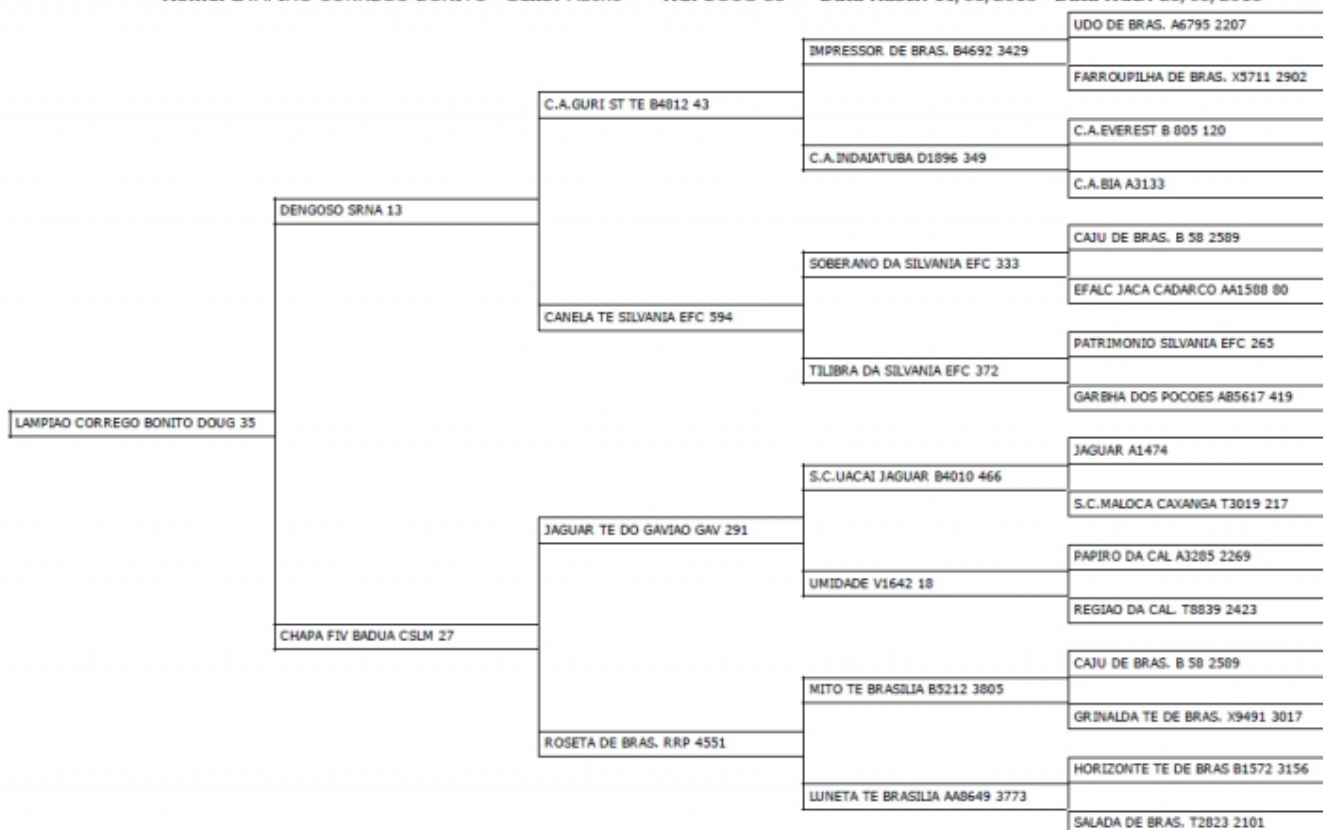 UDO DE BRAS. A6795 2207
IMPRESSOR DE BRAS. B4692 3429
FARROUPILHA DE BRAS. X5711 2902
C.A.GURI ST TE B4812 43
C.A.EVEREST B 805 120
C.A.INDAIATUBA D1896 349
C.A.BIA A3133
DENGOSO SRNA 13
CAJU DE BRAS. B 58 2589
SOBERANO DA SILVANIA EFC 333
EFALC JACA CADARCO AA1588 80
CANELA TE SILVANIA EFC 594
PATRIMONIO SILVANIA EFC 265
TILIBRA DA SILVANIA EFC 372
GARBHA DOS POCOES AB5617 419
LAMPIAO CORREGO BONITO DOUG 35
JAGUAR A1474
S.C.UACAI JAGUAR B4010 466
S.C.MALOCA CAXANGA T3019 217
JAGUAR TE DO GAVIAO GAV 291
PAPIRO DA CAL A3285 2269
UMIDADE V1642 18
REGIAO DA CAL. T8839 2423
CHAPA FIV BADUA CSLM 27
CAJU DE BRAS. B 58 2589
MITO TE BRASILIA B5212 3805
GRINALDA TE DE BRAS. X9491 3017
ROSETA DE BRAS. RRP 4551
HORIZONTE TE DE BRAS B1572 3156
LUNETA TE BRASILIA AA8649 3773
SALADA DE BRAS. T2823 2101